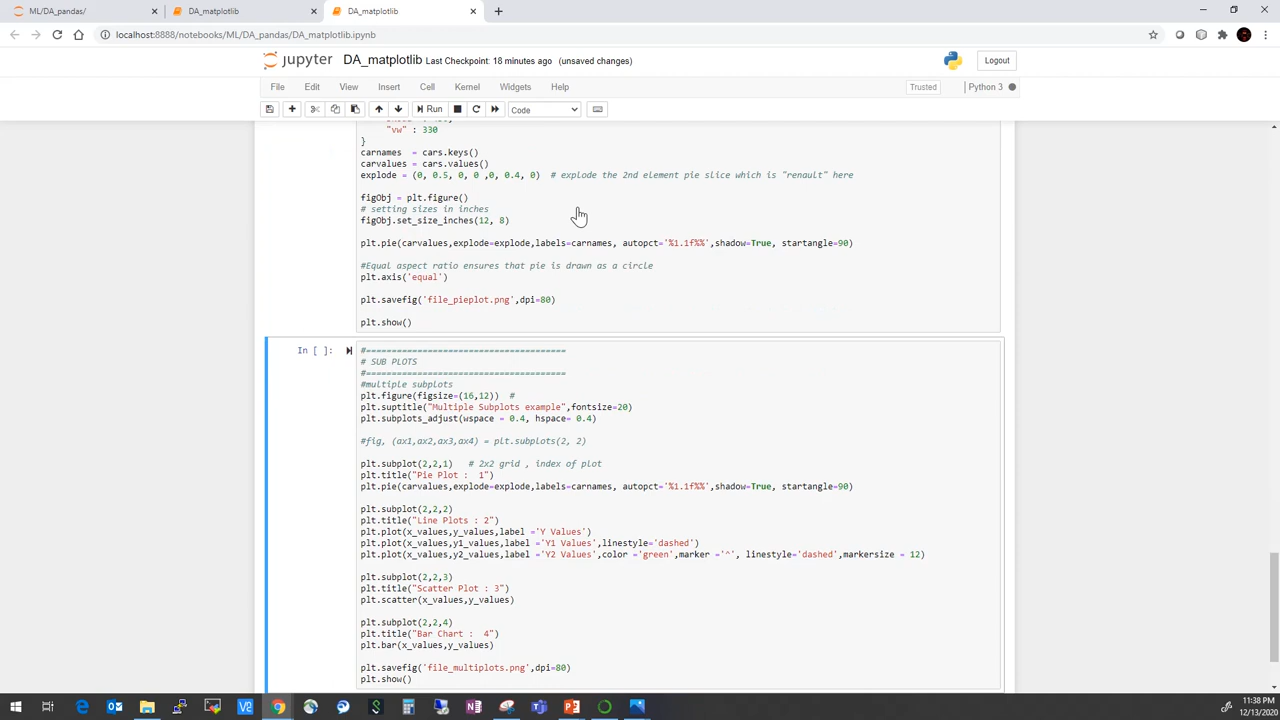 ML/DA_pandas/
DA_matplotlib
DA_matplotlib
localhost:8888/notebooks/ML/DA_pandas/DA_matplotlib.ipynb
jupyter DA_matplotlib Last Checkpoint: 18 minutes ago (unsaved changes)
Logout
File Edit View Insert Cell Kernel Widgets Help
Trusted Python 3
Run Code
"vw" : 330
}
carnames = cars.keys()
carvalues = cars.values()
explode = (0, 0.5, 0, 0 ,0, 0.4, 0) # explode the 2nd element pie slice which is "renault" here
figObj = plt.figure()
# setting sizes in inches
figObj.set_size_inches(12, 8)
plt.pie(carvalues,explode=explode,labels=carnames, autopct='%1.1f%%',shadow=True, startangle=90)
#Equal aspect ratio ensures that pie is drawn as a circle
plt.axis('equal')
plt.savefig('file_pieplot.png',dpi=80)
plt.show()
In [ ]:
#=======================================
# SUB PLOTS
#=======================================
#multiple subplots
plt.figure(figsize=(16,12)) #
plt.suptitle("Multiple Subplots example",fontsize=20)
plt.subplots_adjust(wspace = 0.4, hspace= 0.4)
#fig, (ax1,ax2,ax3,ax4) = plt.subplots(2, 2)
plt.subplot(2,2,1) # 2x2 grid , index of plot
plt.title("Pie Plot : 1")
plt.pie(carvalues,explode=explode,labels=carnames, autopct='%1.1f%%',shadow=True, startangle=90)
plt.subplot(2,2,2)
plt.title("Line Plots : 2")
plt.plot(x_values,y_values,label ='Y Values')
plt.plot(x_values,y1_values,label ='Y1 Values',linestyle='dashed')
plt.plot(x_values,y2_values,label ='Y2 Values',color ='green',marker ='^', linestyle='dashed',markersize = 12)
plt.subplot(2,2,3)
plt.title("Scatter Plot : 3")
plt.scatter(x_values,y_values)
plt.subplot(2,2,4)
plt.title("Bar Chart : 4")
plt.bar(x_values,y_values)
plt.savefig('file_multiplots.png',dpi=80)
plt.show()
11:38 PM
12/13/2020